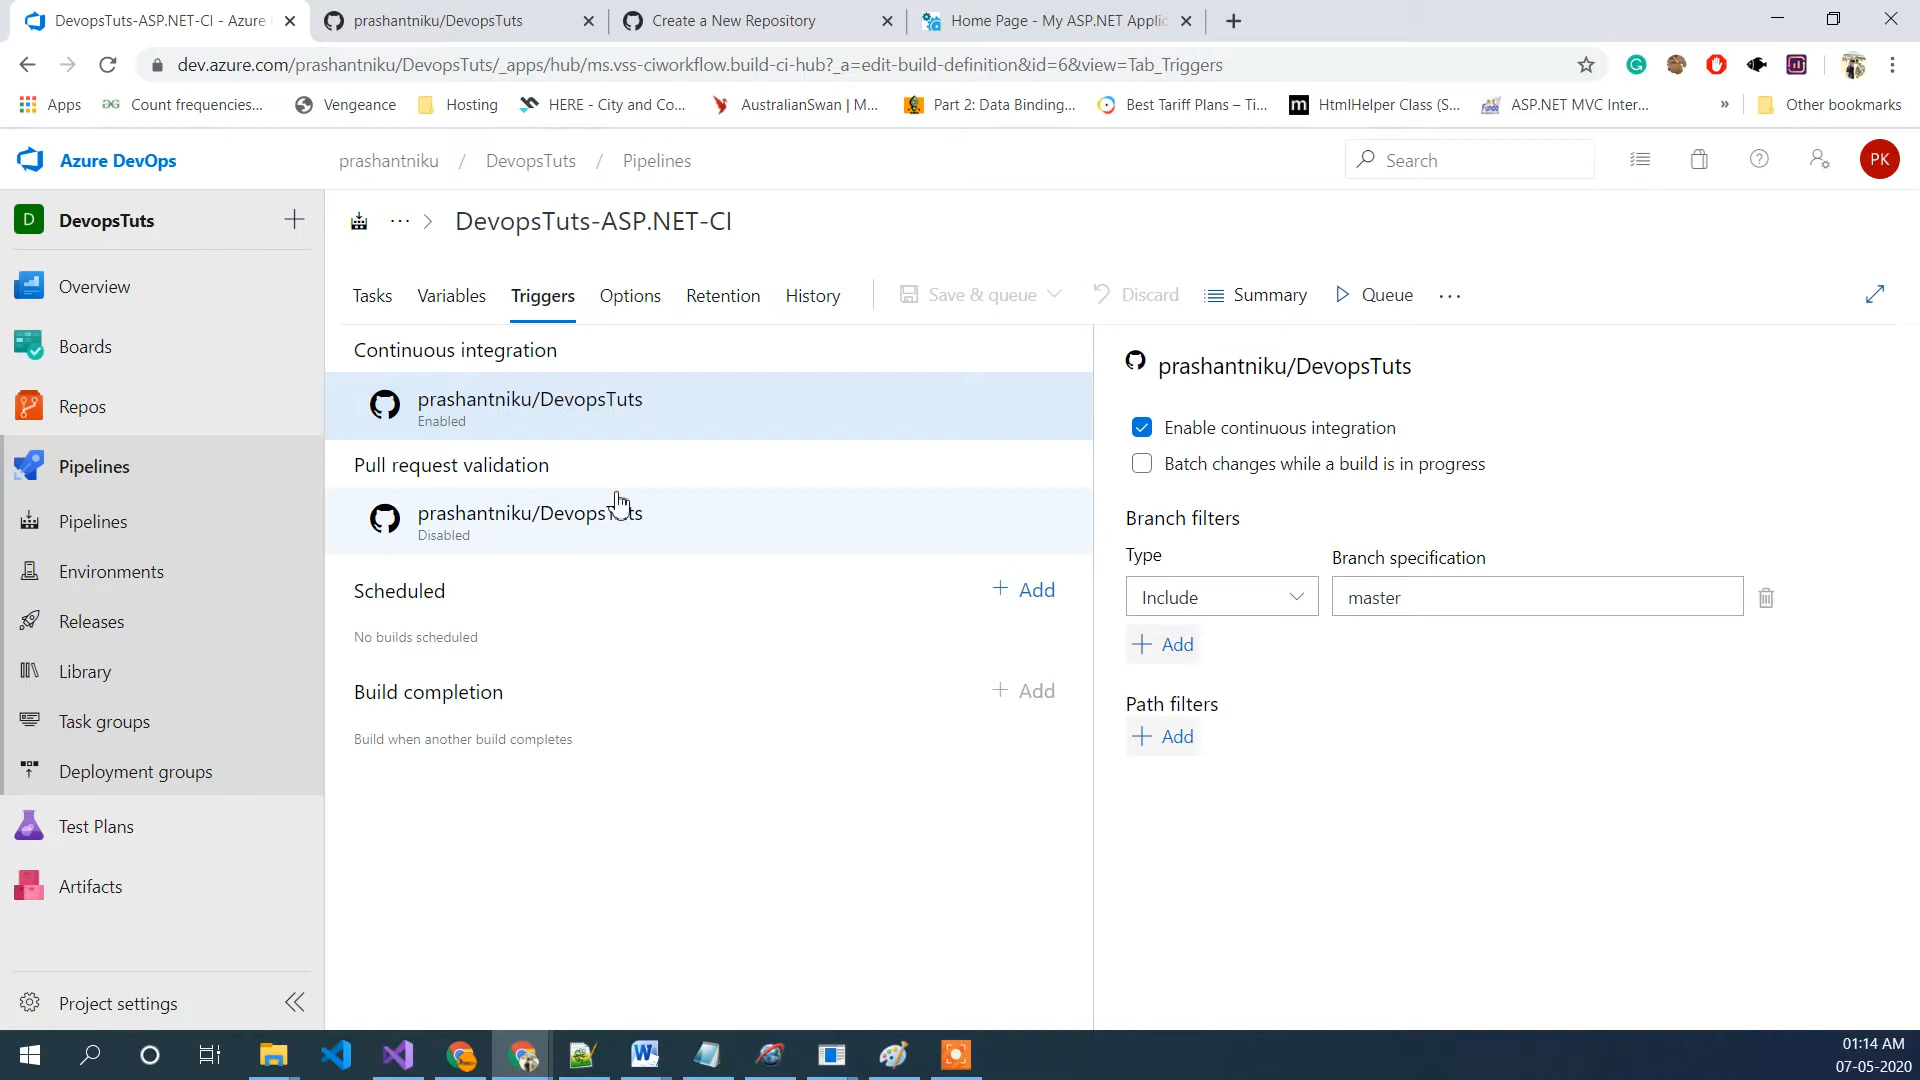 DevopsTuts-ASP.NET-CI - Azure
prashantniku/DevopsTuts
Create a New Repository
Home Page - My ASP.NET Applic
dev.azure.com/prashantniku/DevopsTuts/_apps/hub/ms.vss-ciworkflow.build-ci-hub?_a=edit-build-definition&id=6&view=Tab_Triggers
Apps
Count frequencies...
Vengeance
Hosting
HERE - City and Co...
AustralianSwan | M...
Part 2: Data Binding...
Best Tariff Plans – Ti...
HtmlHelper Class (S...
ASP.NET MVC Inter...
»
Other bookmarks
Azure DevOps
prashantniku / DevopsTuts / Pipelines
Search
PK
D DevopsTuts
Overview
Boards
Repos
Pipelines
Pipelines
Environments
Releases
Library
Task groups
Deployment groups
Test Plans
Artifacts
Project settings
··· > DevopsTuts-ASP.NET-CI
Tasks
Variables
Triggers
Options
Retention
History
Save & queue
Discard
Summary
Queue
···
Continuous integration
prashantniku/DevopsTuts
Enabled
Pull request validation
prashantniku/DevopsTuts
Disabled
Scheduled
+ Add
No builds scheduled
Build completion
+ Add
Build when another build completes
prashantniku/DevopsTuts
Enable continuous integration
Batch changes while a build is in progress
Branch filters
Type
Branch specification
Include
master
+ Add
Path filters
+ Add
01:14 AM
07-05-2020